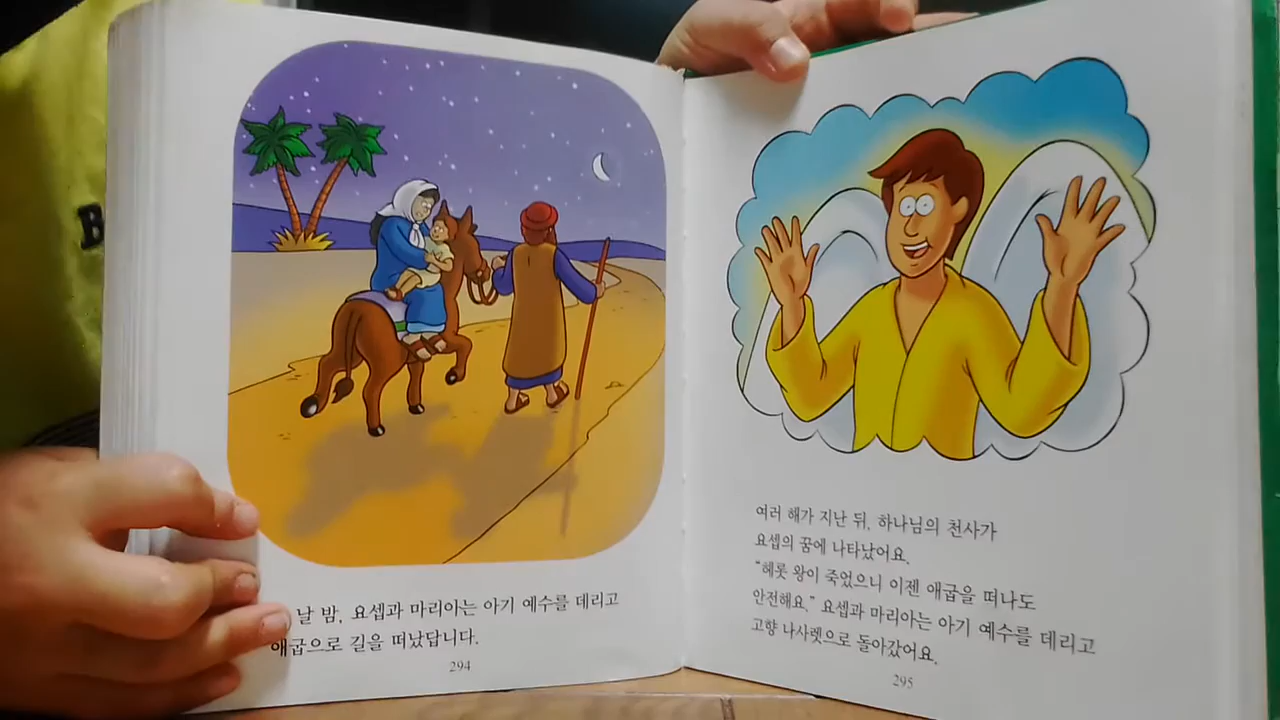 날 밤, 요셉과 마리아는 아기 예수를 데리고
애굽으로 길을 떠났답니다.
294
여러 해가 지난 뒤, 하나님의 천사가
요셉의 꿈에 나타났어요.
“헤롯 왕이 죽었으니 이젠 애굽을 떠나도
안전해요.” 요셉과 마리아는 아기 예수를 데리고
고향 나사렛으로 돌아갔어요.
295